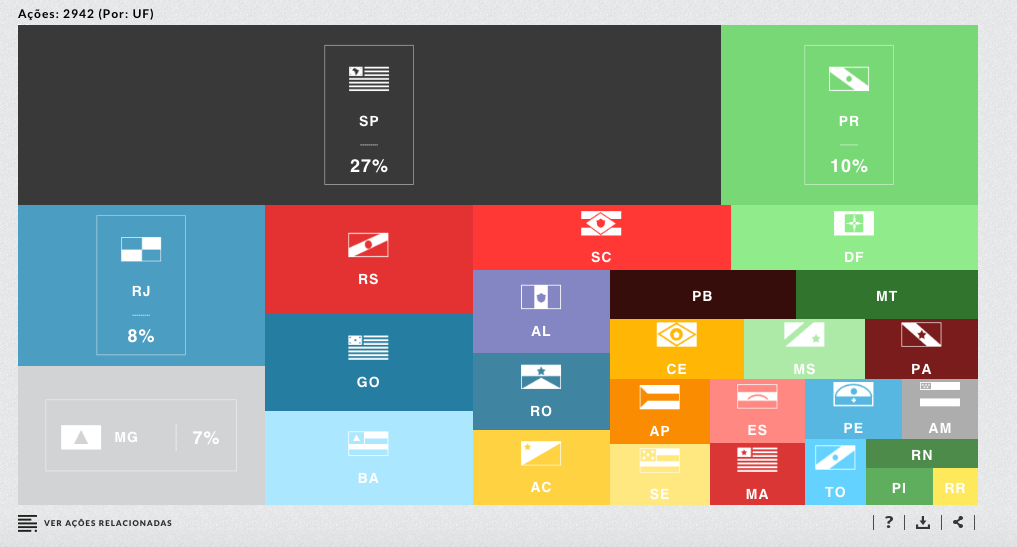 Ações: 2942 (Por: UF)
SP
27%
PR
10%
RJ
8%
MG 7%
RS
GO
BA
SC
DF
AL
PB
MT
RO
CE
MS
PA
AC
AP
ES
PE
AM
SE
MA
TO
RN
PI
RR
VER AÇÕES RELACIONADAS
?